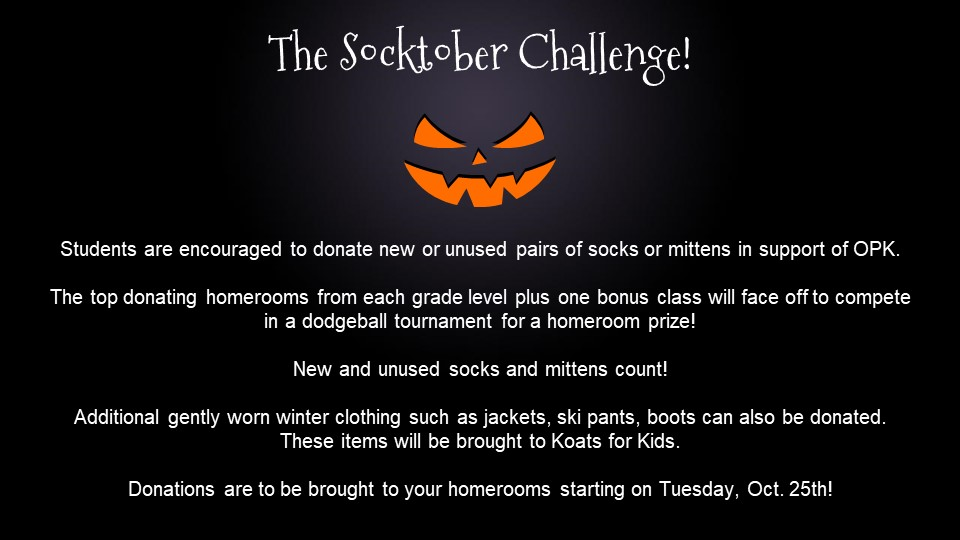 The Socktober Challenge!
Students are encouraged to donate new or unused pairs of socks or mittens in support of OPK.
The top donating homerooms from each grade level plus one bonus class will face off to compete
in a dodgeball tournament for a homeroom prize!
New and unused socks and mittens count!
Additional gently worn winter clothing such as jackets, ski pants, boots can also be donated.
These items will be brought to Koats for Kids.
Donations are to be brought to your homerooms starting on Tuesday, Oct. 25th!